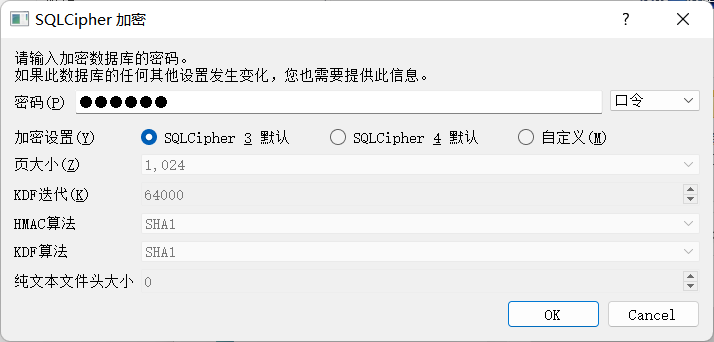 SQLCipher 加密
请输入加密数据库的密码。
如果此数据库的任何其他设置发生变化，您也需要提供此信息。
密码(P) ●●●●●● 口令
加密设置(Y) SQLCipher 3 默认 SQLCipher 4 默认 自定义(M)
页大小(Z) 1,024
KDF迭代(K) 64000
HMAC算法 SHA1
KDF算法 SHA1
纯文本文件头大小 0
OK Cancel